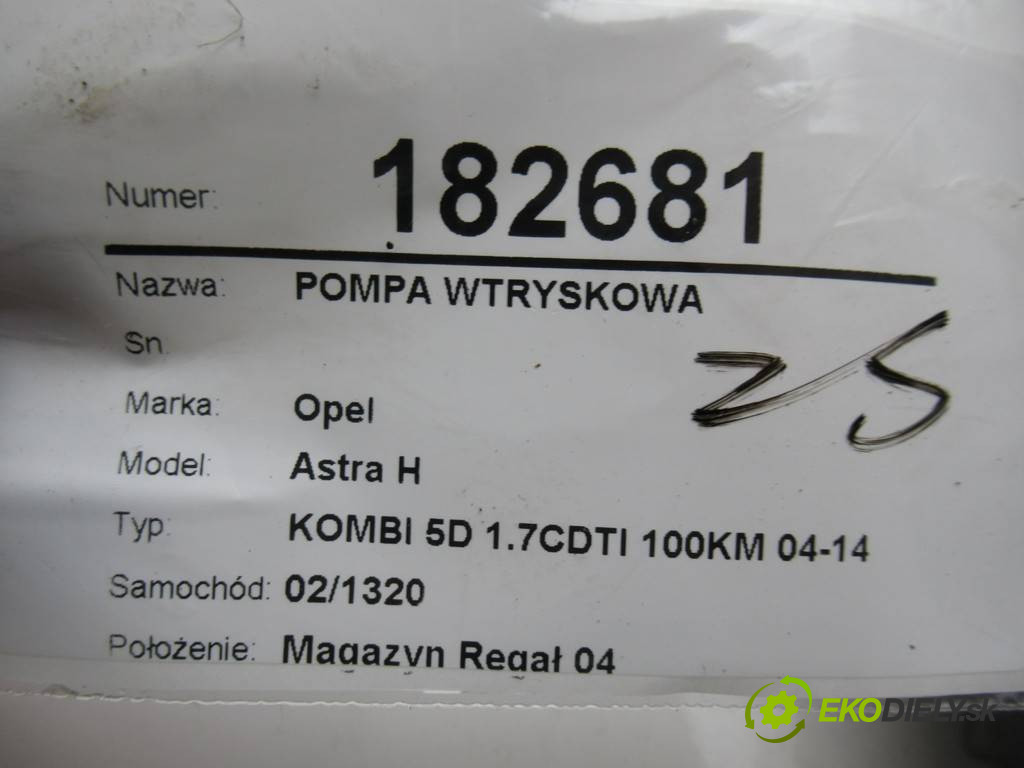 Numer: 182681
Nazwa: POMPA WTRYSKOWA
Sn.
25
Marka: Opel
Model: Astra H
Typ: KOMBI 5D 1.7CDTI 100KM 04-14
Samochód: 02/1320
Położenie: Magazyn Regał 04
EKODIELY.sk